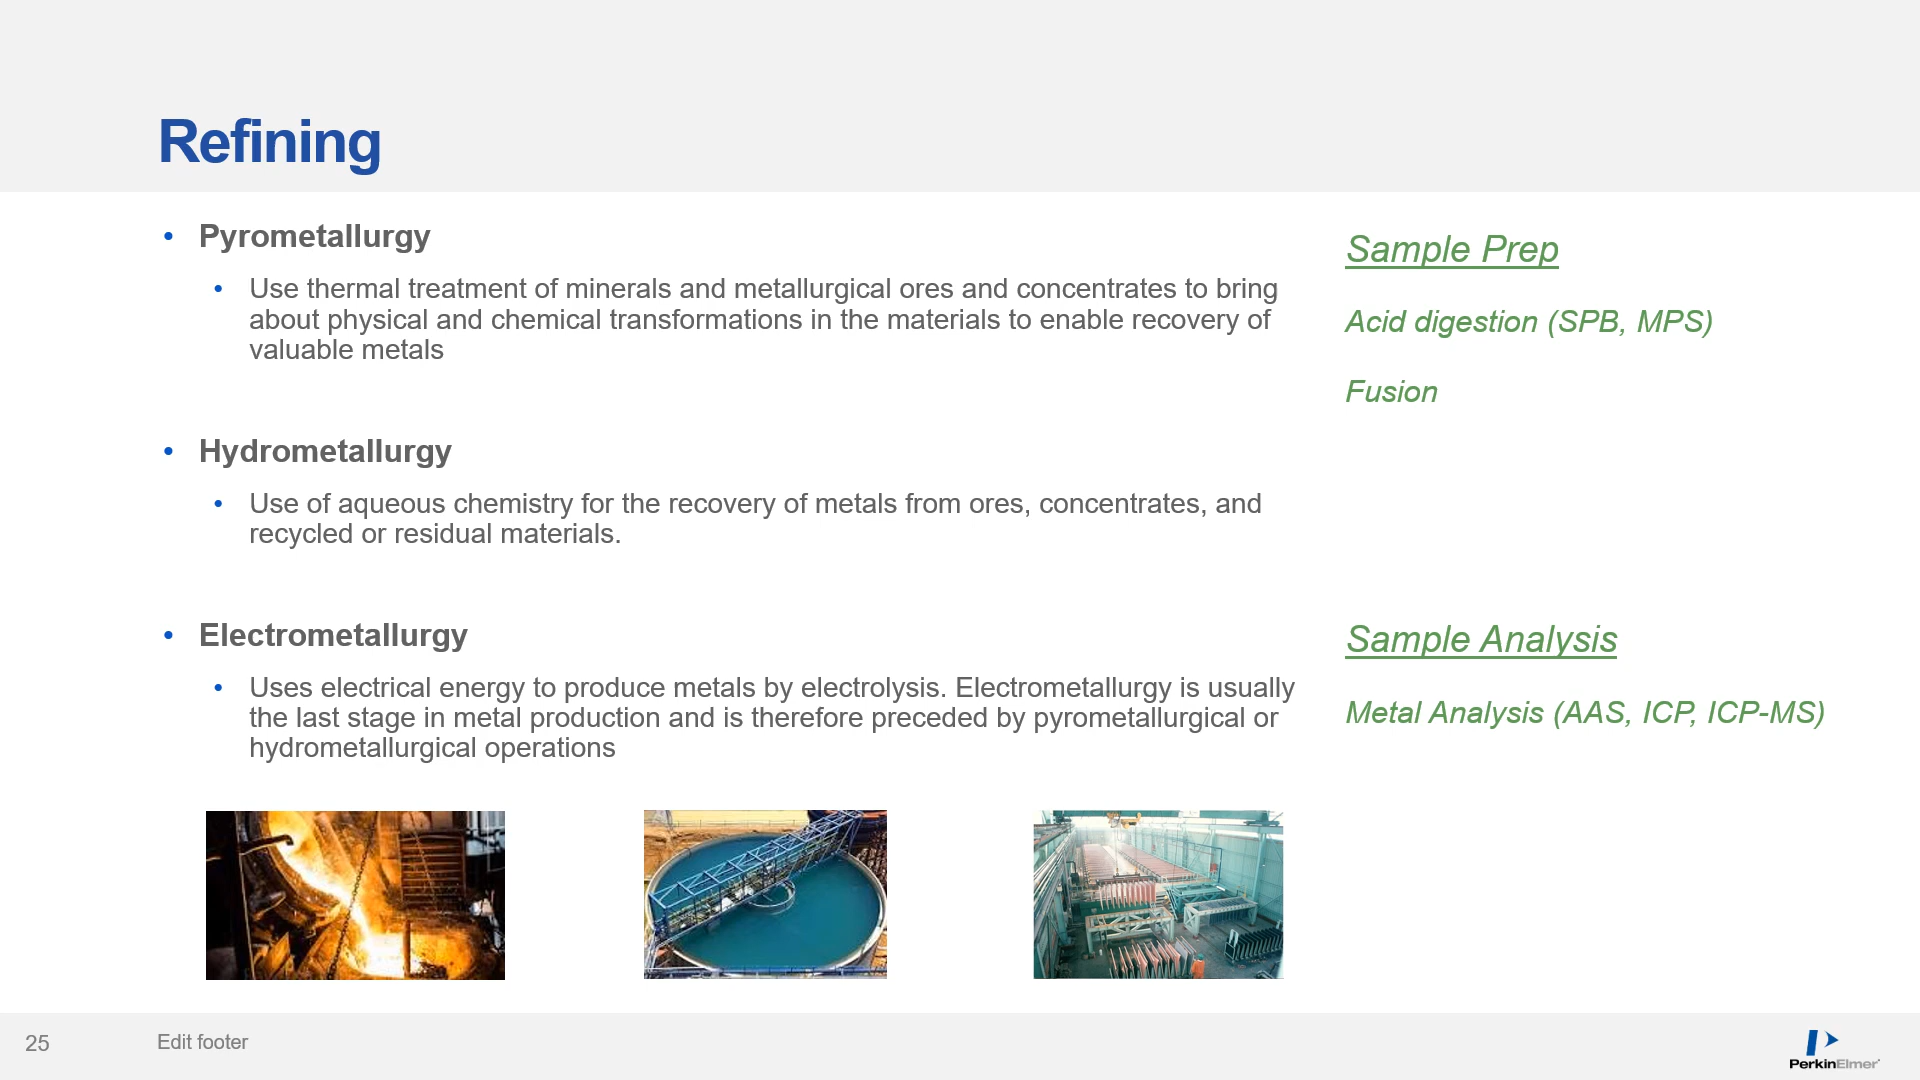 Refining
• Pyrometallurgy
• Use thermal treatment of minerals and metallurgical ores and concentrates to bring
about physical and chemical transformations in the materials to enable recovery of
valuable metals
• Hydrometallurgy
• Use of aqueous chemistry for the recovery of metals from ores, concentrates, and
recycled or residual materials.
• Electrometallurgy
• Uses electrical energy to produce metals by electrolysis. Electrometallurgy is usually
the last stage in metal production and is therefore preceded by pyrometallurgical or
hydrometallurgical operations
Sample Prep
Acid digestion (SPB, MPS)
Fusion
Sample Analysis
Metal Analysis (AAS, ICP, ICP-MS)
25
Edit footer
PerkinElmer